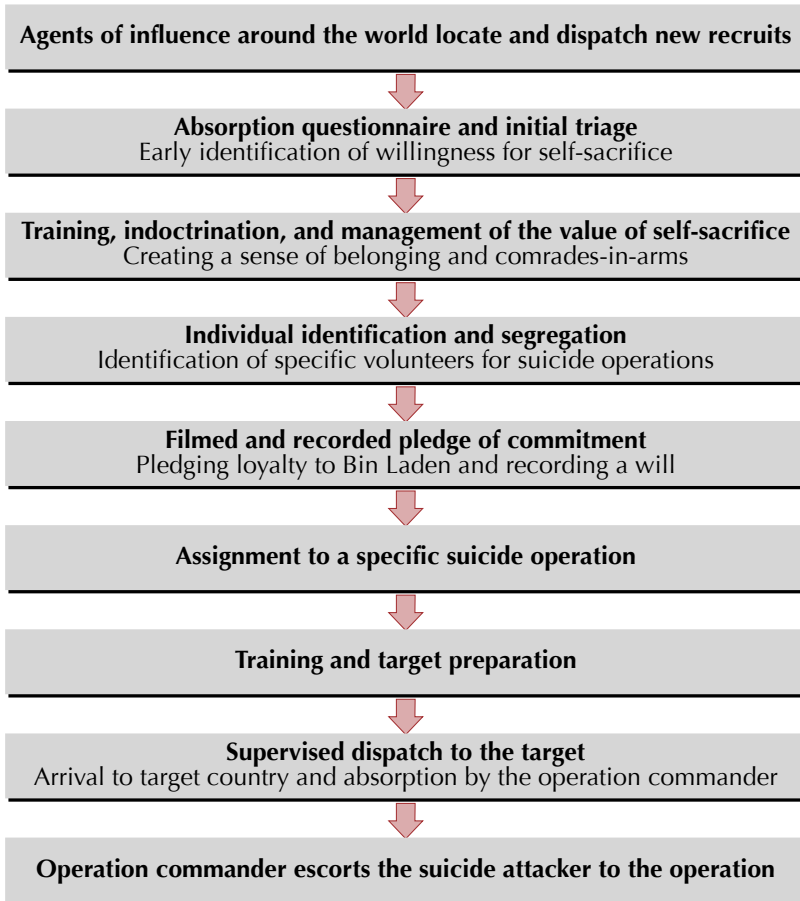 Agents of influence around the world locate and dispatch new recruits
Absorption questionnaire and initial triage
Early identification of willingness for self-sacrifice
Training, indoctrination, and management of the value of self-sacrifice
Creating a sense of belonging and comrades-in-arms
Individual identification and segregation
Identification of specific volunteers for suicide operations
Filmed and recorded pledge of commitment
Pledging loyalty to Bin Laden and recording a will
Assignment to a specific suicide operation
Training and target preparation
Supervised dispatch to the target
Arrival to target country and absorption by the operation commander
Operation commander escorts the suicide attacker to the operation